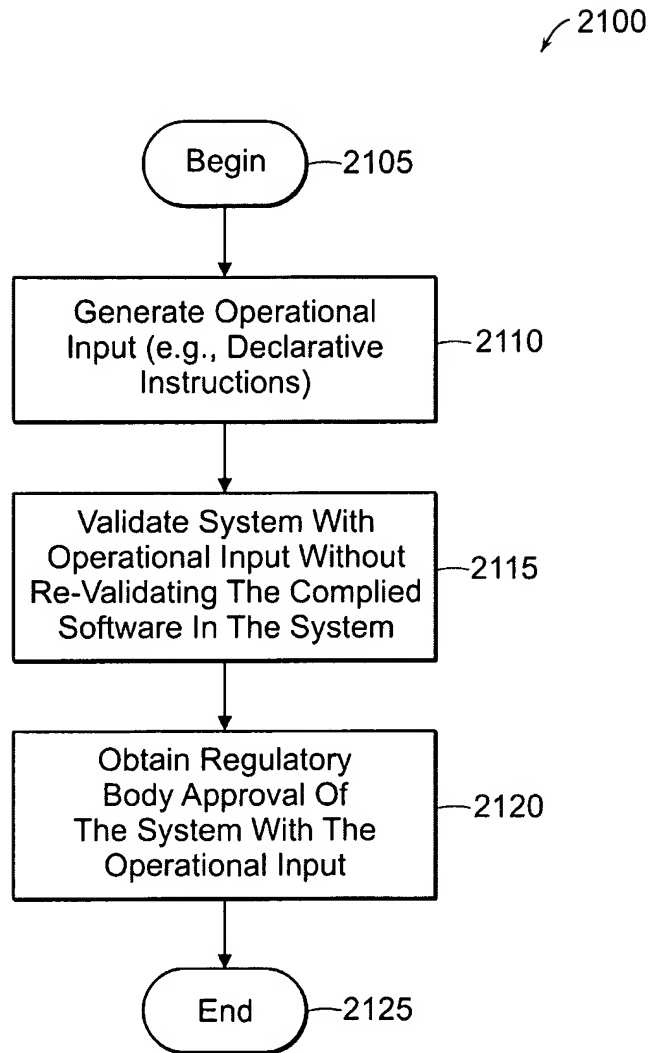 2100
Begin
2105
Generate Operational
Input (e.g., Declarative
Instructions)
2110
Validate System With
Operational Input Without
Re-Validating The Complied
Software In The System
2115
Obtain Regulatory
Body Approval Of
The System With The
Operational Input
2120
End
2125